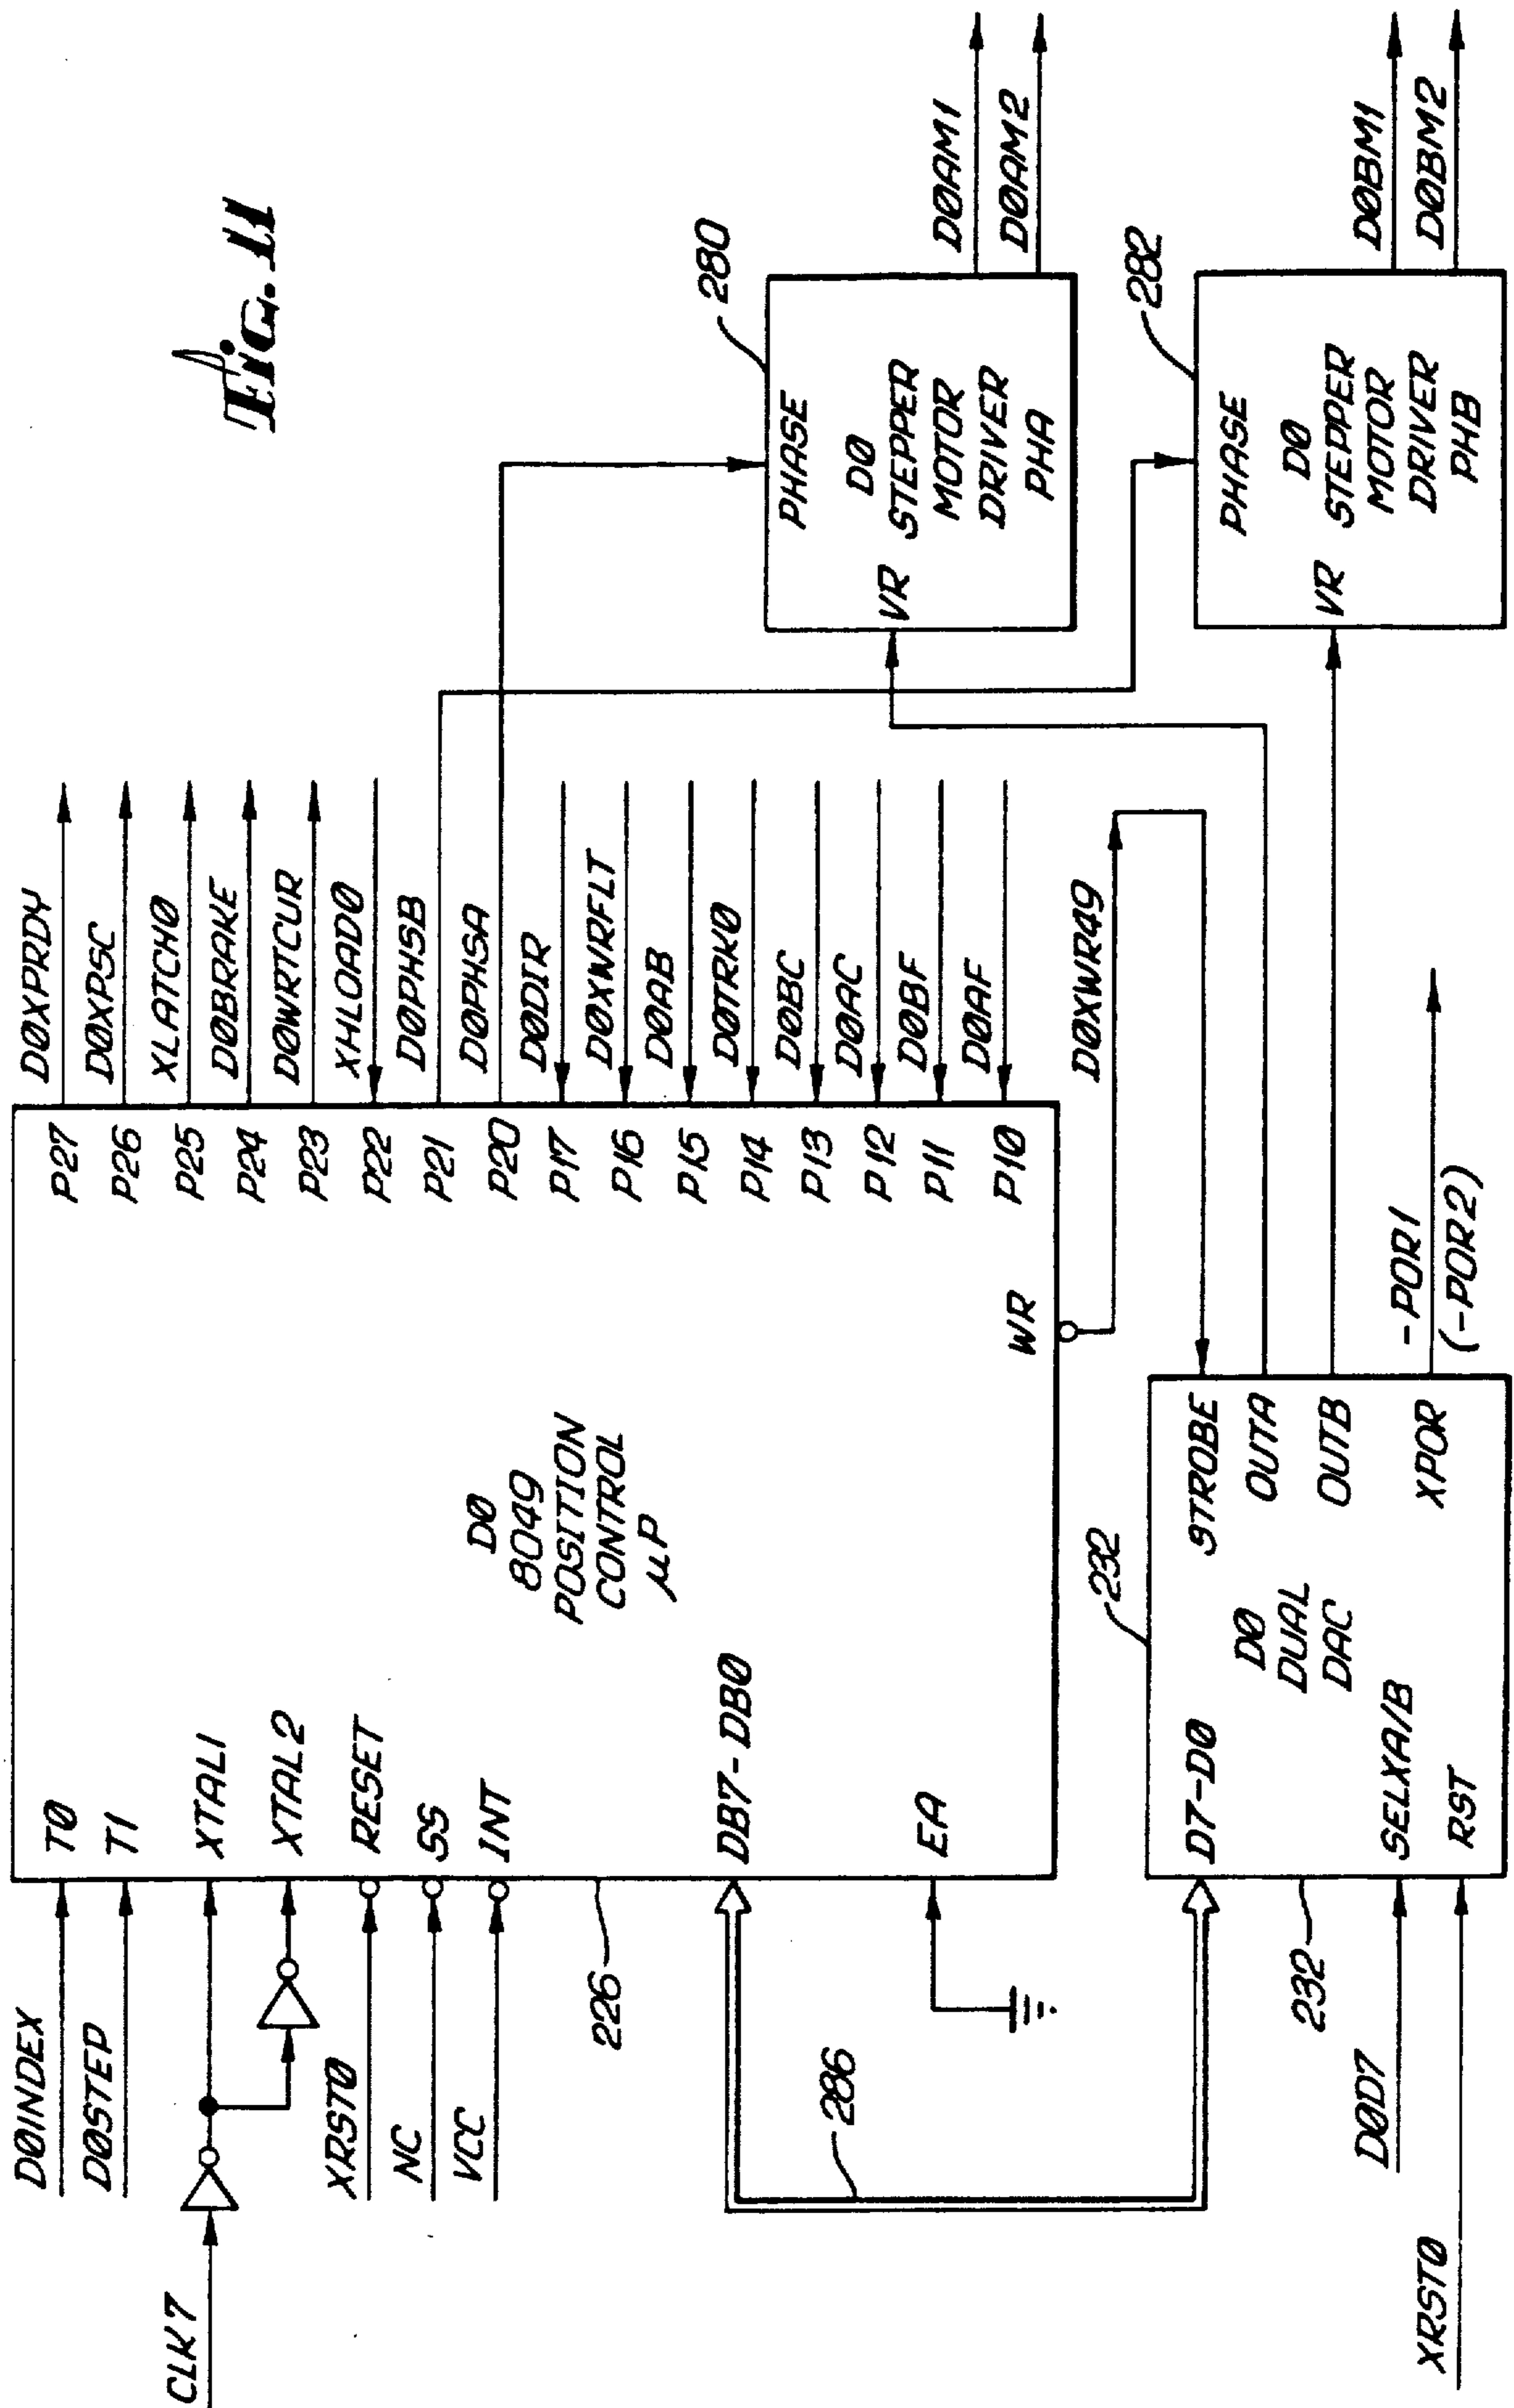 Fig. 11
CLK7
D0INDEX
D0STEP
XRST0
NC
VCC
T0
T1
XTAL1
XTAL2
RESET
SS
INT
DB7-DB0
EA
226
286
D0
8049
POSITION
CONTROL
µP
WR
P27
P26
P25
P24
P23
P22
P21
P20
P17
P16
P15
P14
P13
P12
P11
P10
D0XPRDY
D0XPSC
XLATCH0
D0BRAKE
D0WRTCUR
XHLOAD0
D0PHSB
D0PHSA
D0DIR
D0XWRFLT
D0AB
D0TRK0
D0BC
D0AC
D0BF
D0AF
D0XWR49
280
PHASE
D0
STEPPER
MOTOR
DRIVER
PHA
VR
D0AM1
D0AM2
282
PHASE
D0
STEPPER
MOTOR
DRIVER
PHB
VR
D0BM1
D0BM2
232
D7-D0
SELXA/B
RST
D0
DUAL
DAC
STROBE
OUTA
OUTB
XPOR
232
D0D7
XRST0
-POR1
(-POR2)